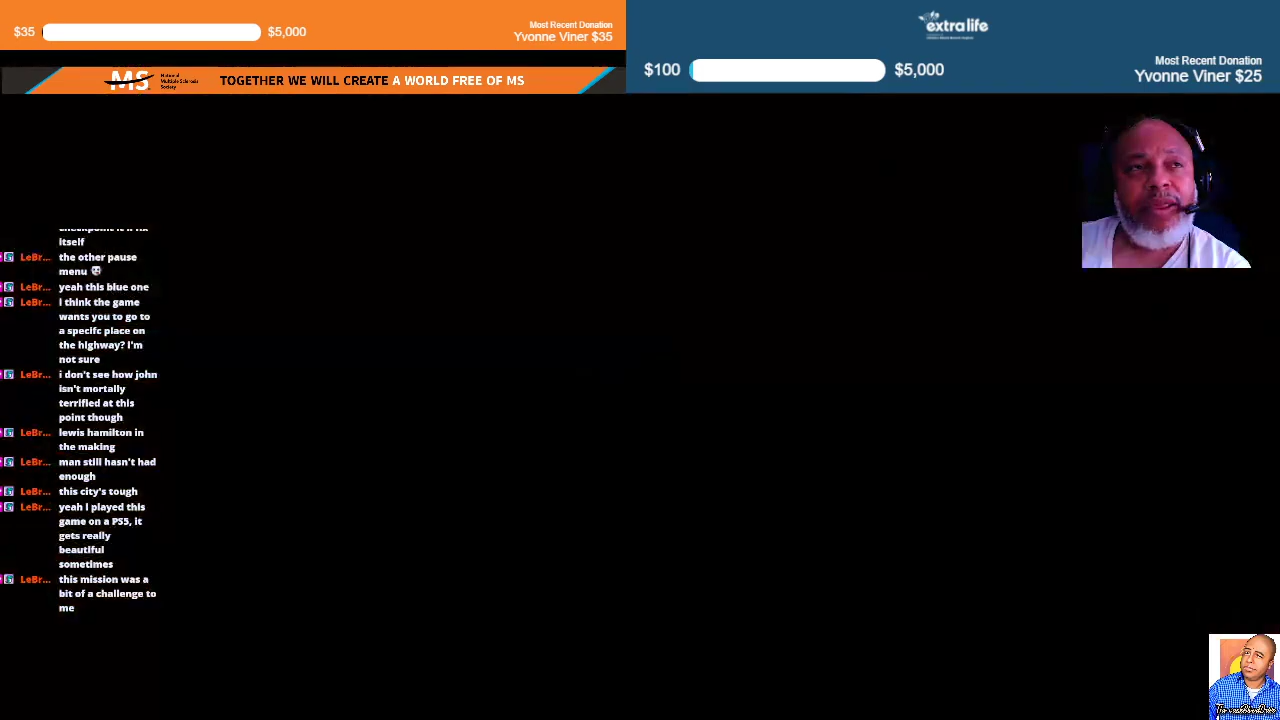 $35
$5,000
Most Recent Donation
Yvonne Viner $35
MS
National
Multiple Sclerosis
Society
TOGETHER WE WILL CREATE A WORLD FREE OF MS
extralife
$100
$5,000
Most Recent Donation
Yvonne Viner $25
itself
LeBr... the other pause
menu
LeBr... yeah this blue one
LeBr... i think the game
wants you to go to
a specifc place on
the highway? i'm
not sure
LeBr... i don't see how john
isn't mortally
terrified at this
point though
LeBr... lewis hamilton in
the making
LeBr... man still hasn't had
enough
LeBr... this city's tough
LeBr... yeah I played this
game on a PS5, it
gets really
beautiful
sometimes
LeBr... this mission was a
bit of a challenge to
me